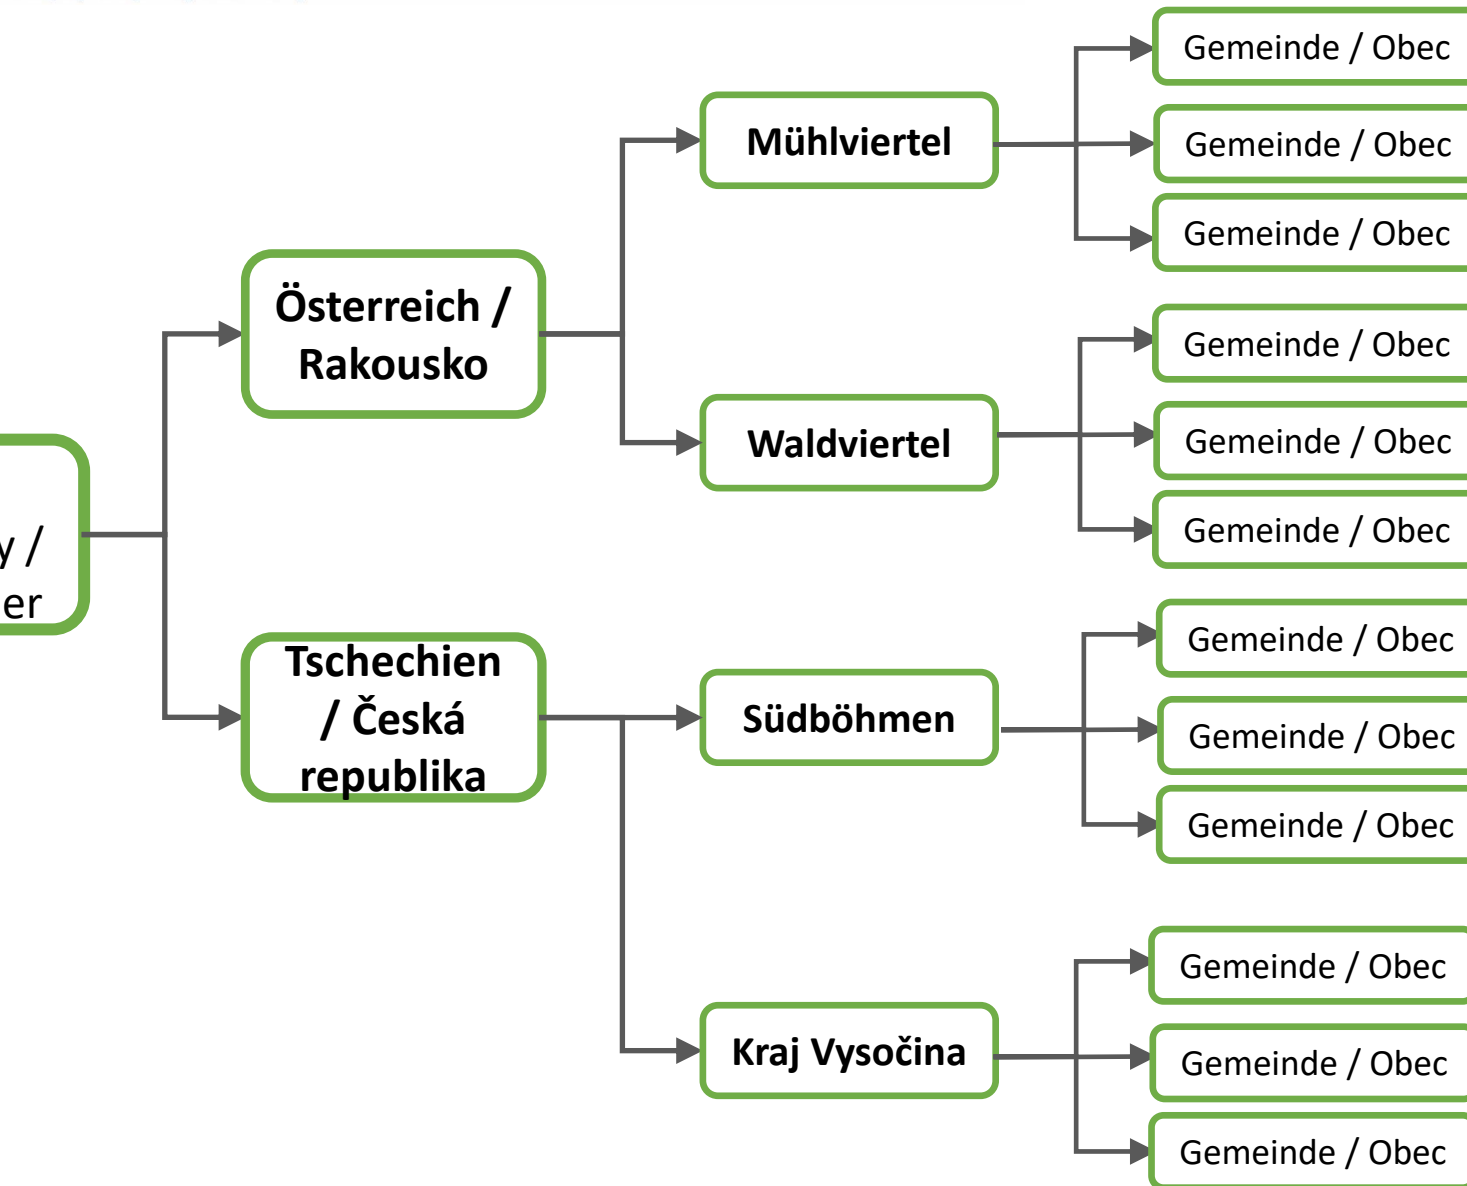 y /
er
Österreich /
Rakousko
Tschechien
/ Česká
republika
Mühlviertel
Waldviertel
Südböhmen
Kraj Vysočina
Gemeinde / Obec
Gemeinde / Obec
Gemeinde / Obec
Gemeinde / Obec
Gemeinde / Obec
Gemeinde / Obec
Gemeinde / Obec
Gemeinde / Obec
Gemeinde / Obec
Gemeinde / Obec
Gemeinde / Obec
Gemeinde / Obec